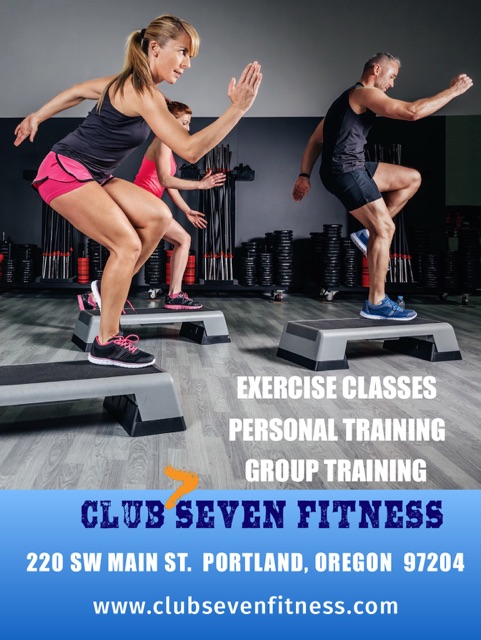 EXERCISE CLASSES
PERSONAL TRAINING
GROUP TRAINING
7
CLUB SEVEN FITNESS
220 SW MAIN ST. PORTLAND, OREGON 97204
www.clubsevenfitness.com